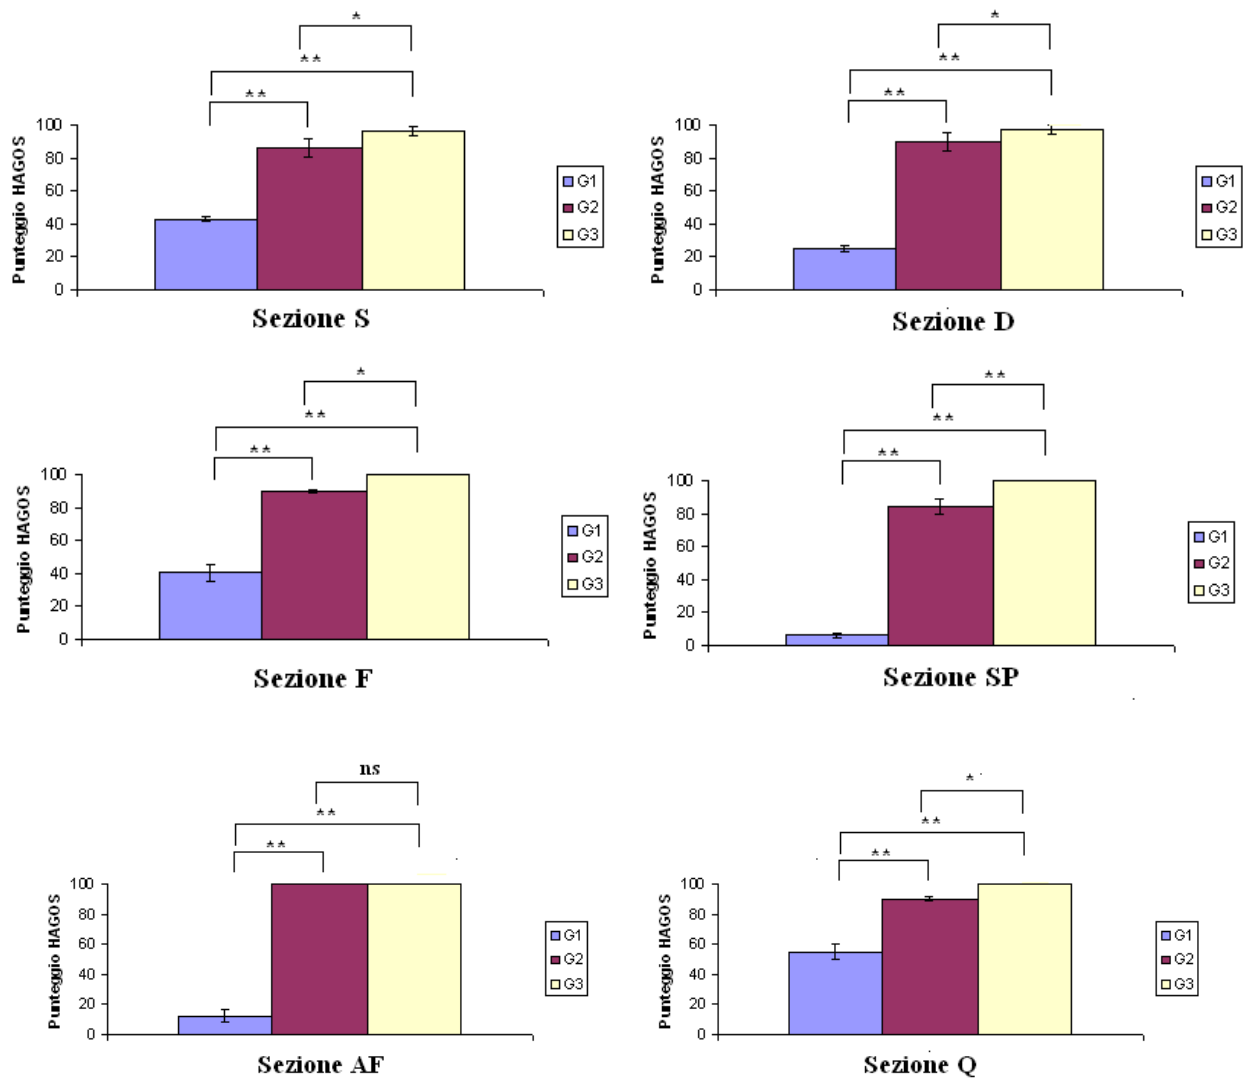 *
**
**
Punteggio HAGOS
100
80
60
40
20
0
G1
G2
G3
Sezione S
*
**
**
Punteggio HAGOS
100
80
60
40
20
0
G1
G2
G3
Sezione D
*
**
**
Punteggio HAGOS
100
80
60
40
20
0
G1
G2
G3
Sezione F
**
**
**
Punteggio HAGOS
100
80
60
40
20
0
G1
G2
G3
Sezione SP
ns
**
**
Punteggio HAGOS
100
80
60
40
20
0
G1
G2
G3
Sezione AF
*
**
**
Punteggio HAGOS
100
80
60
40
20
0
G1
G2
G3
Sezione Q